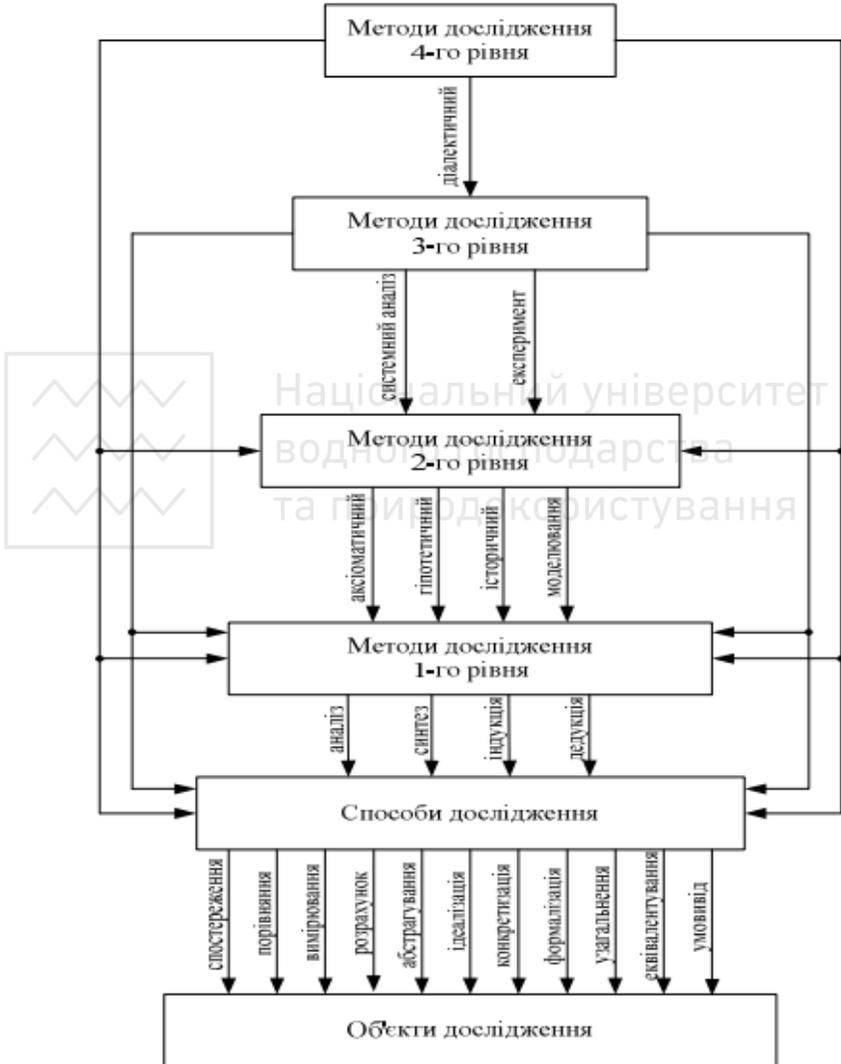 Методи дослідження
4-го рівня
діалектичний
Методи дослідження
3-го рівня
системний аналіз
експеримент
Національний університет
водного господарства
та природокористування
Методи дослідження
2-го рівня
аксіоматичний
гіпотетичний
історичний
моделювання
Методи дослідження
1-го рівня
аналіз
синтез
індукція
дедукція
Способи дослідження
спостереження
порівняння
вимірювання
розрахунок
абстрагування
ідеалізація
конкретизація
формалізація
узагальнення
еквівалентування
умовивід
Об'єкти дослідження